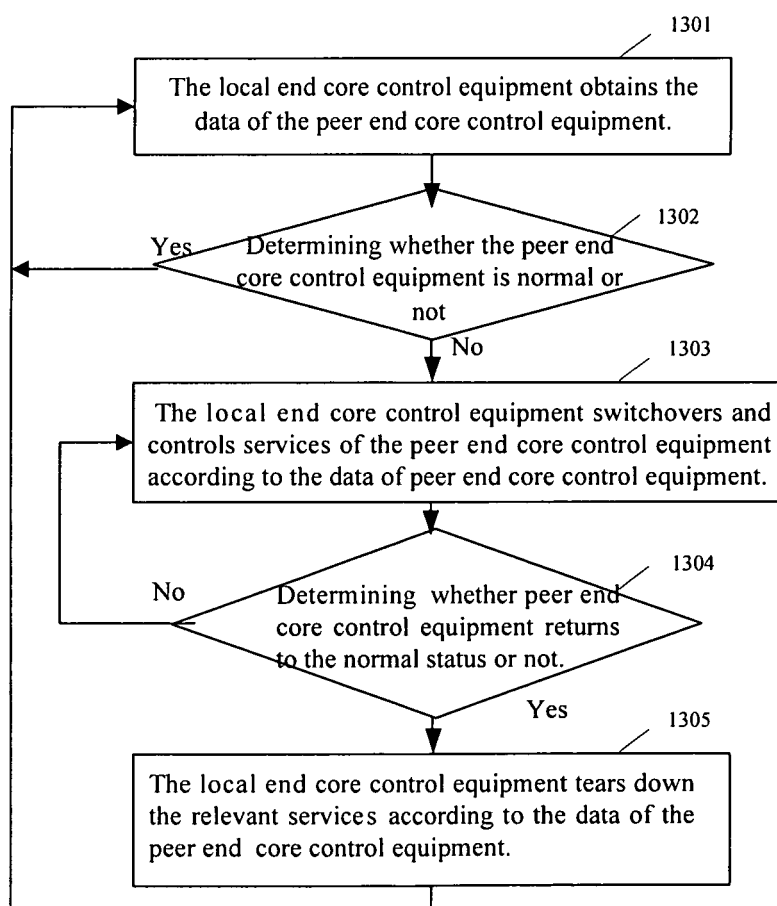 1301
The local end core control equipment obtains the
data of the peer end core control equipment.
1302
Yes
Determining whether the peer end
core control equipment is normal or
not
No
1303
The local end core control equipment switchovers and
controls services of the peer end core control equipment
according to the data of peer end core control equipment.
1304
No
Determining whether peer end
core control equipment returns
to the normal status or not.
Yes
1305
The local end core control equipment tears down
the relevant services according to the data of the
peer end core control equipment.